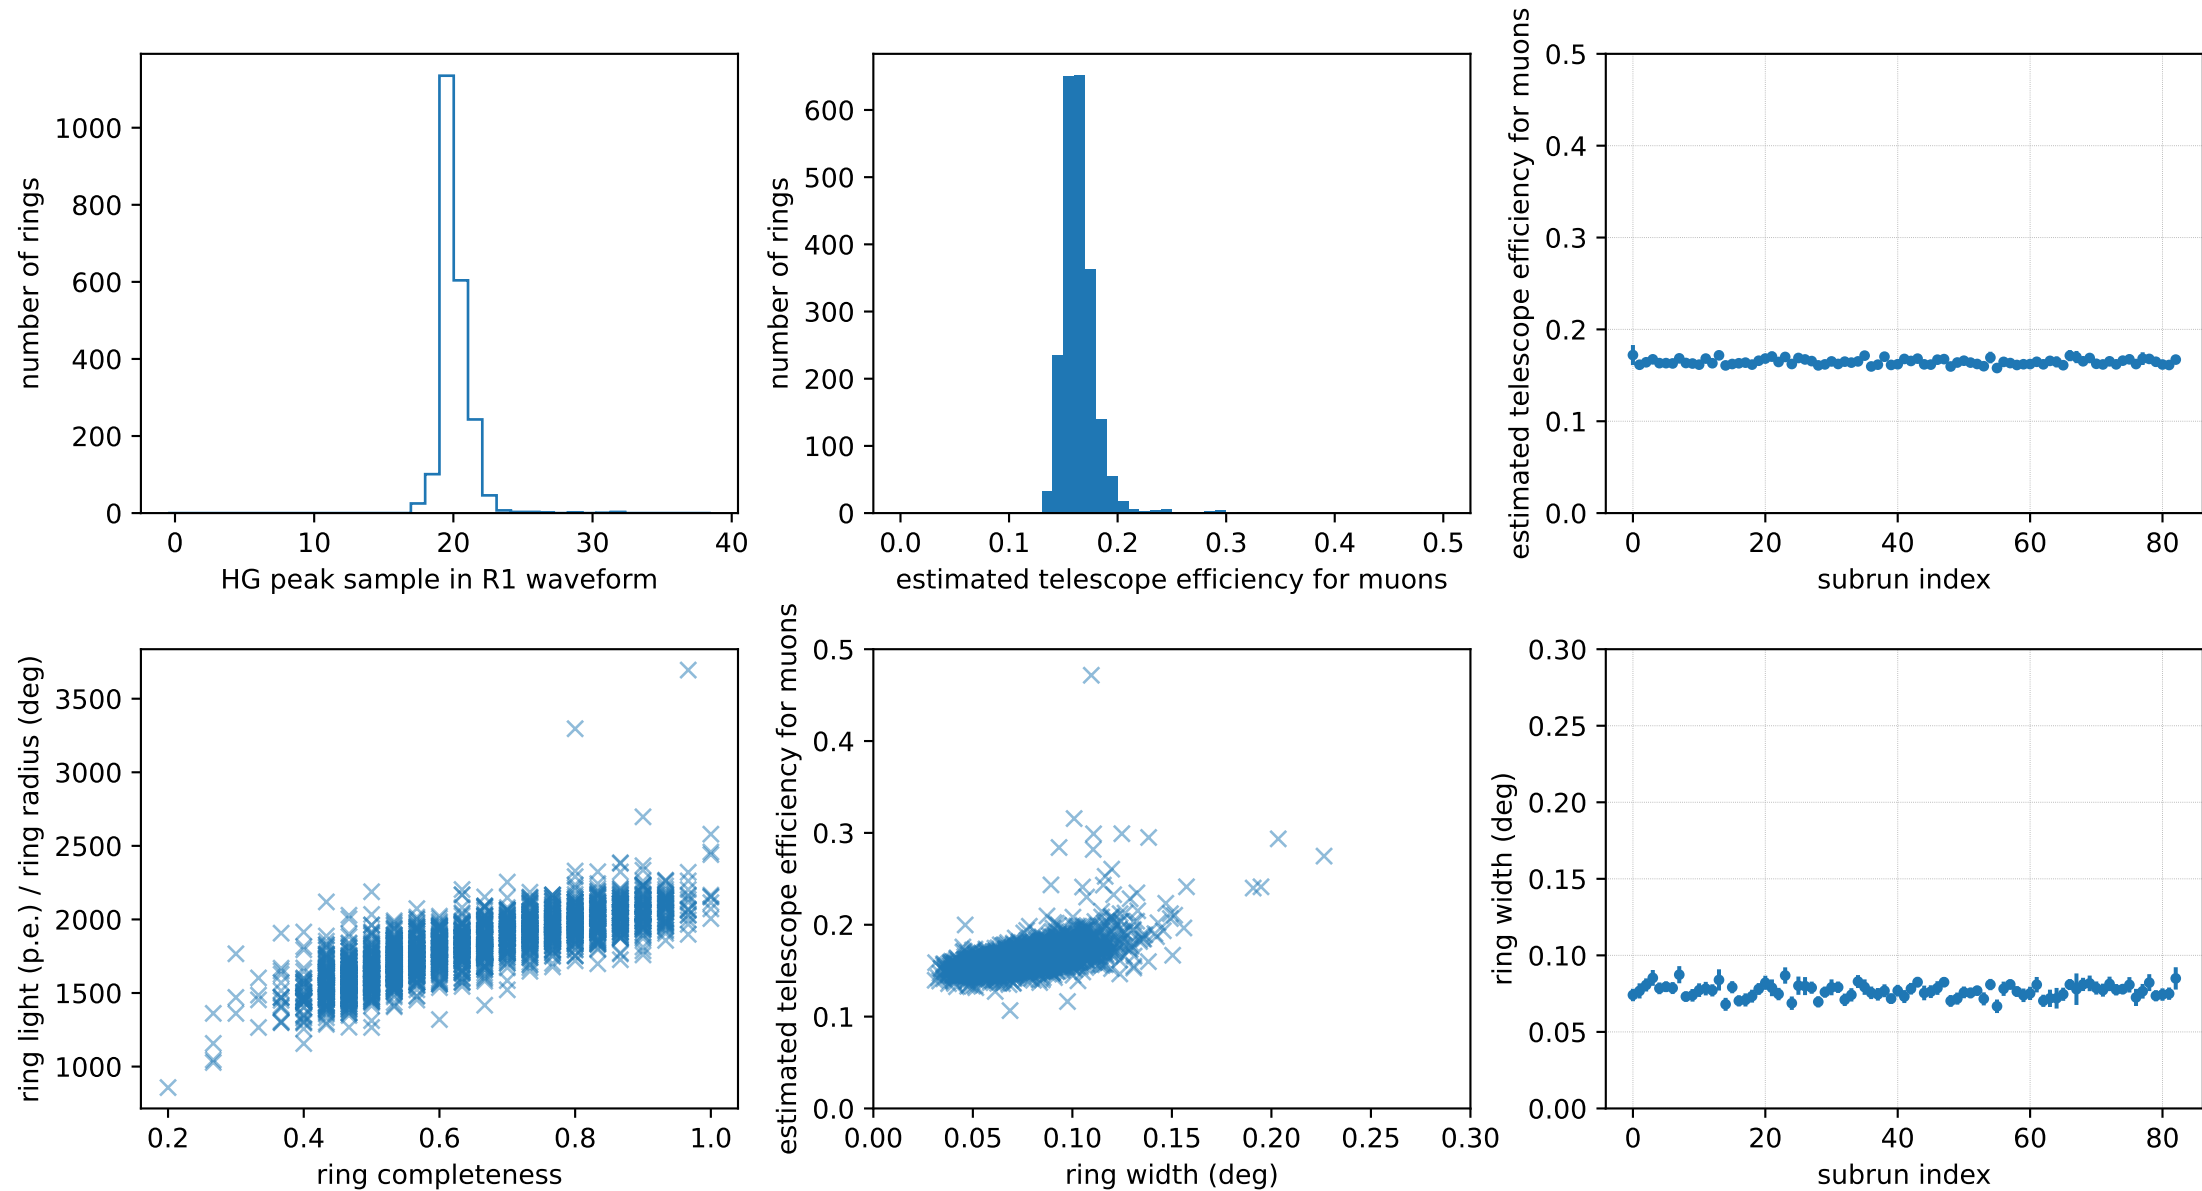 number of rings
1000
800
600
400
200
0
0 10 20 30 40
HG peak sample in R1 waveform
number of rings
600
500
400
300
200
100
0
0.0 0.1 0.2 0.3 0.4 0.5
estimated telescope efficiency for muons
estimated telescope efficiency for muons
0.5
0.4
0.3
0.2
0.1
0.0
0 20 40 60 80
subrun index
ring light (p.e.) / ring radius (deg)
3500
3000
2500
2000
1500
1000
0.2 0.4 0.6 0.8 1.0
ring completeness
estimated telescope efficiency for muons
0.5
0.4
0.3
0.2
0.1
0.0
0.00 0.05 0.10 0.15 0.20 0.25 0.30
ring width (deg)
ring width (deg)
0.30
0.25
0.20
0.15
0.10
0.05
0.00
0 20 40 60 80
subrun index